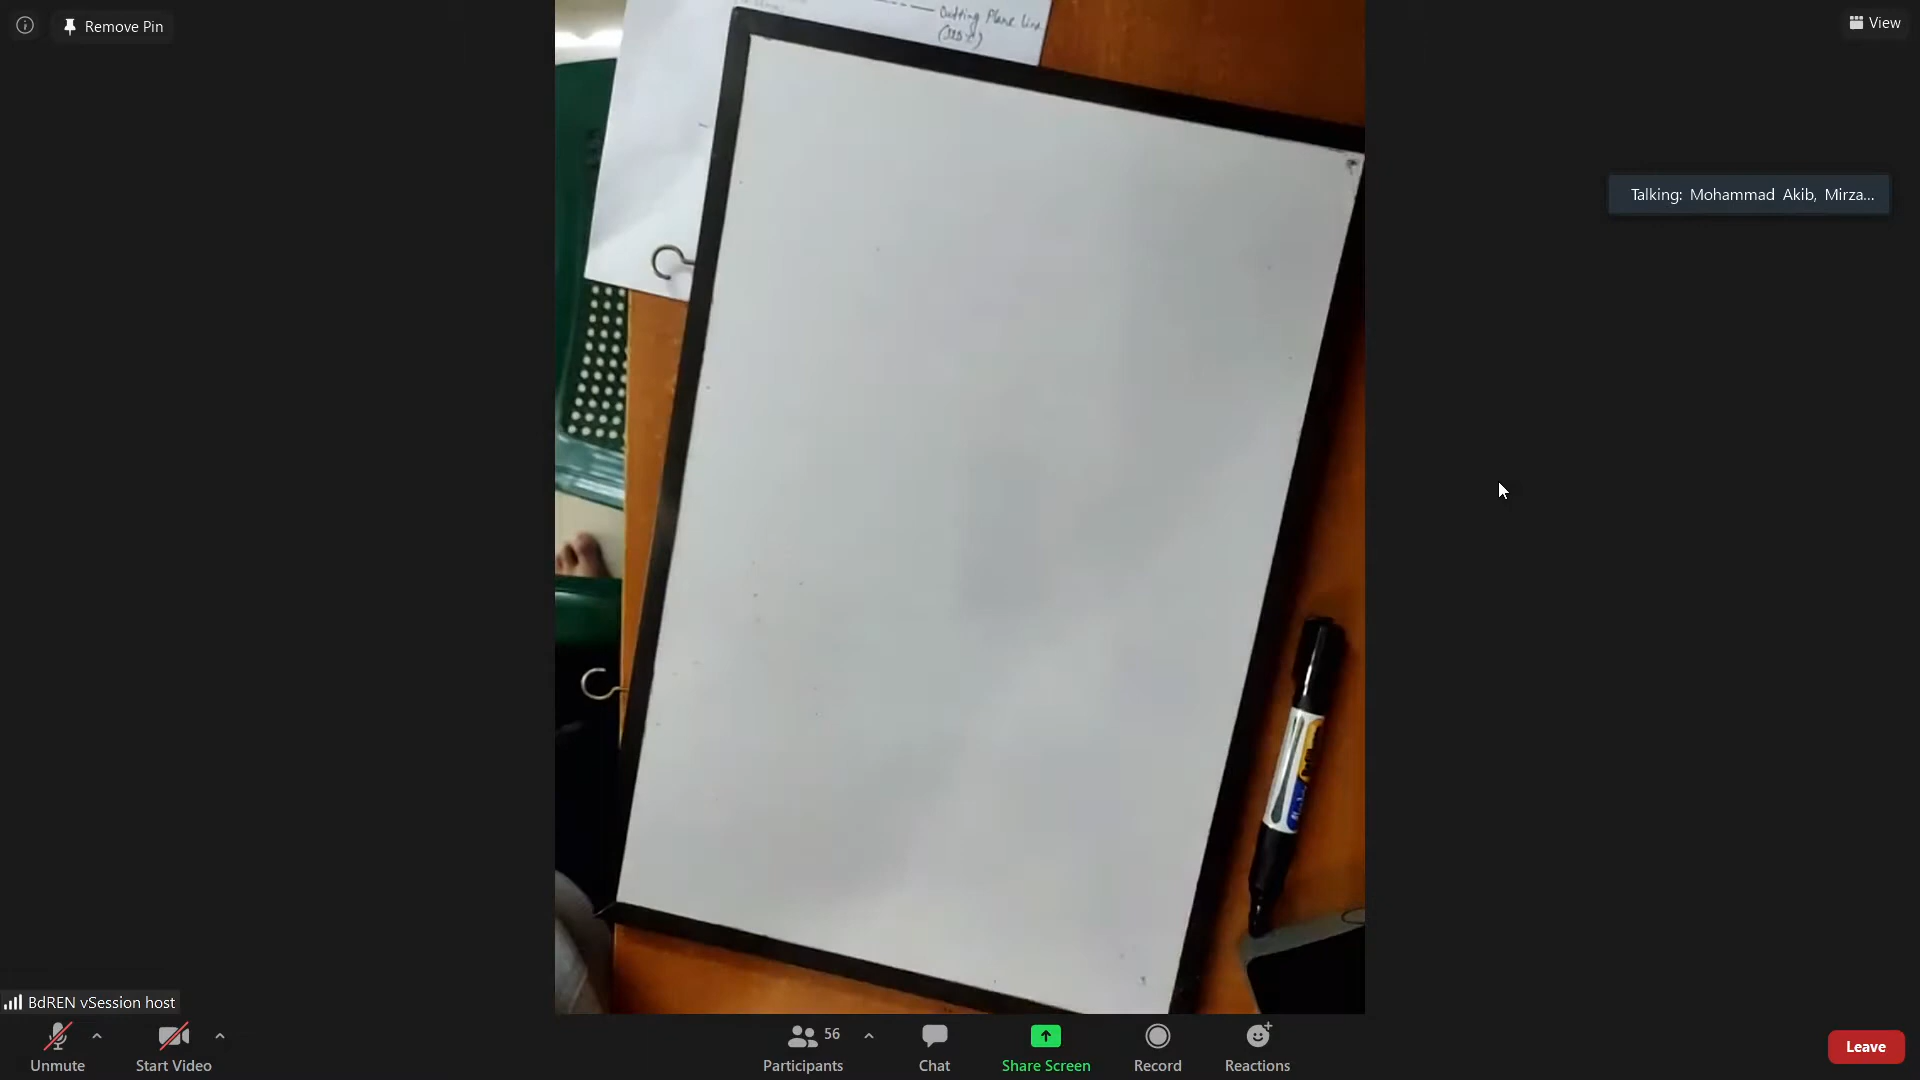 Remove Pin
View
Cutting Plane Line
Talking: Mohammad Akib, Mirza...
BdREN vSession host
Unmute
Start Video
56
Participants
Chat
Share Screen
Record
Reactions
Leave